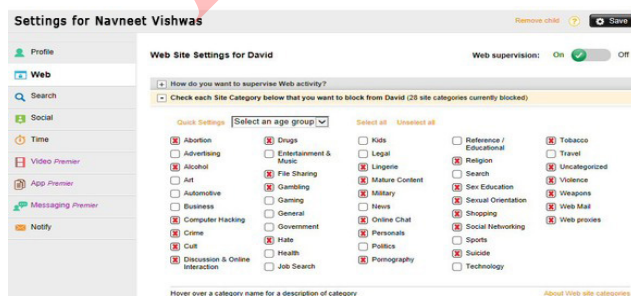 Settings for Navneet Vishwas
Remove child ? Save
Profile
Web
Search
Social
Time
Video Premier
App Premier
Messaging Premier
Notify
Web Site Settings for David
Web supervision: On Off
How do you want to supervise Web activity?
Check each Site Category below that you want to block from David (28 site categories currently blocked)
Quick Settings Select an age group Select all Unselect all
Abortion
Advertising
Alcohol
Art
Automotive
Business
Computer Hacking
Crime
Cult
Discussion & Online
Interaction
Drugs
Entertainment &
Music
File Sharing
Gambling
Gaming
General
Government
Hate
Health
Job Search
Kids
Legal
Lingerie
Mature Content
Military
News
Online Chat
Personals
Politics
Pornography
Reference /
Educational
Religion
Search
Sex Education
Sexual Orientation
Shopping
Social Networking
Sports
Suicide
Technology
Tobacco
Travel
Uncategorized
Violence
Weapons
Web Mail
Web proxies
Hover over a category name for a description of category
About Web site categories